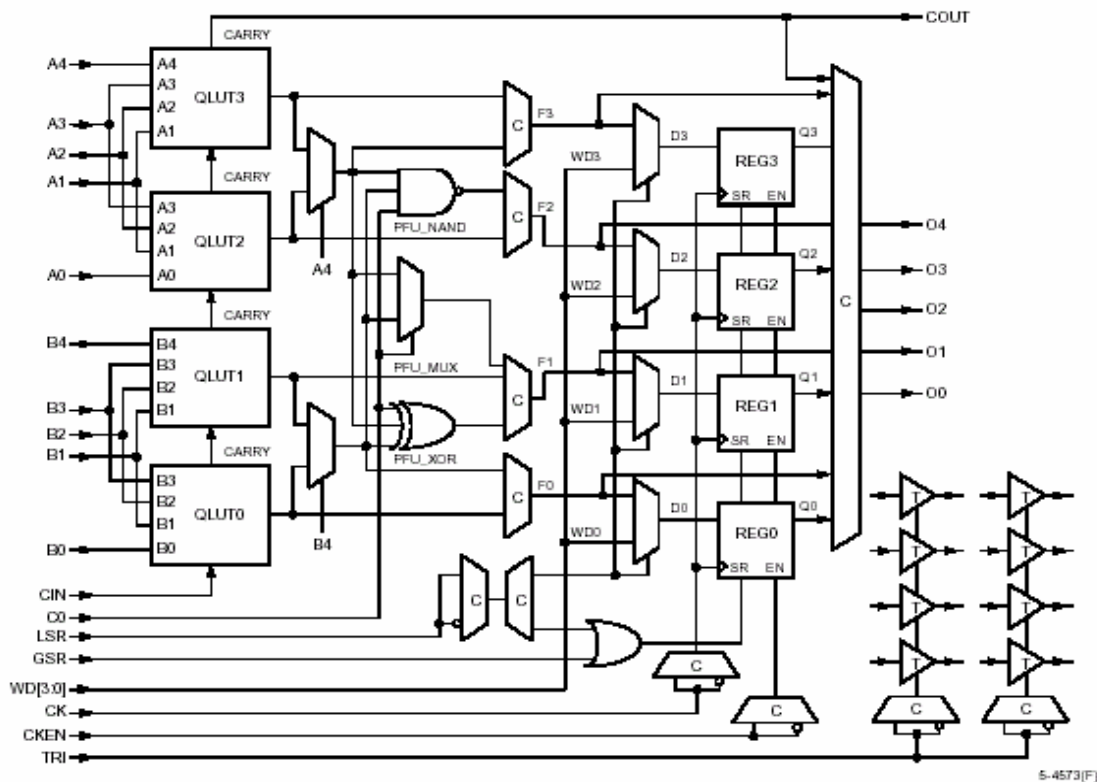 COUT
CARRY
A4
A4
A3
QLUT3
A2
A3
A1
A2
A1
F3
C
D3
Q3
REG3
WD3
SR EN
CARRY
A3
A2
QLUT2
A1
A0
A0
PFU_NAND
A4
F2
C
D2
Q2
REG2
WD2
SR EN
O4
O3
O2
O1
O0
C
CARRY
B4
B4
B3
QLUT1
B2
B1
B3
B2
B1
PFU_MUX
F1
C
D1
Q1
REG1
WD1
SR EN
CARRY
B3
B2
QLUT0
B1
B0
B0
PFU_XOR
B4
F0
C
D0
Q0
REG0
WD0
SR EN
T
T
T
T
T
T
T
T
CIN
C0
LSR
C
C
GSR
WD[3:0]
C
CK
C
C
C
CKEN
TRI
5-4573(F)